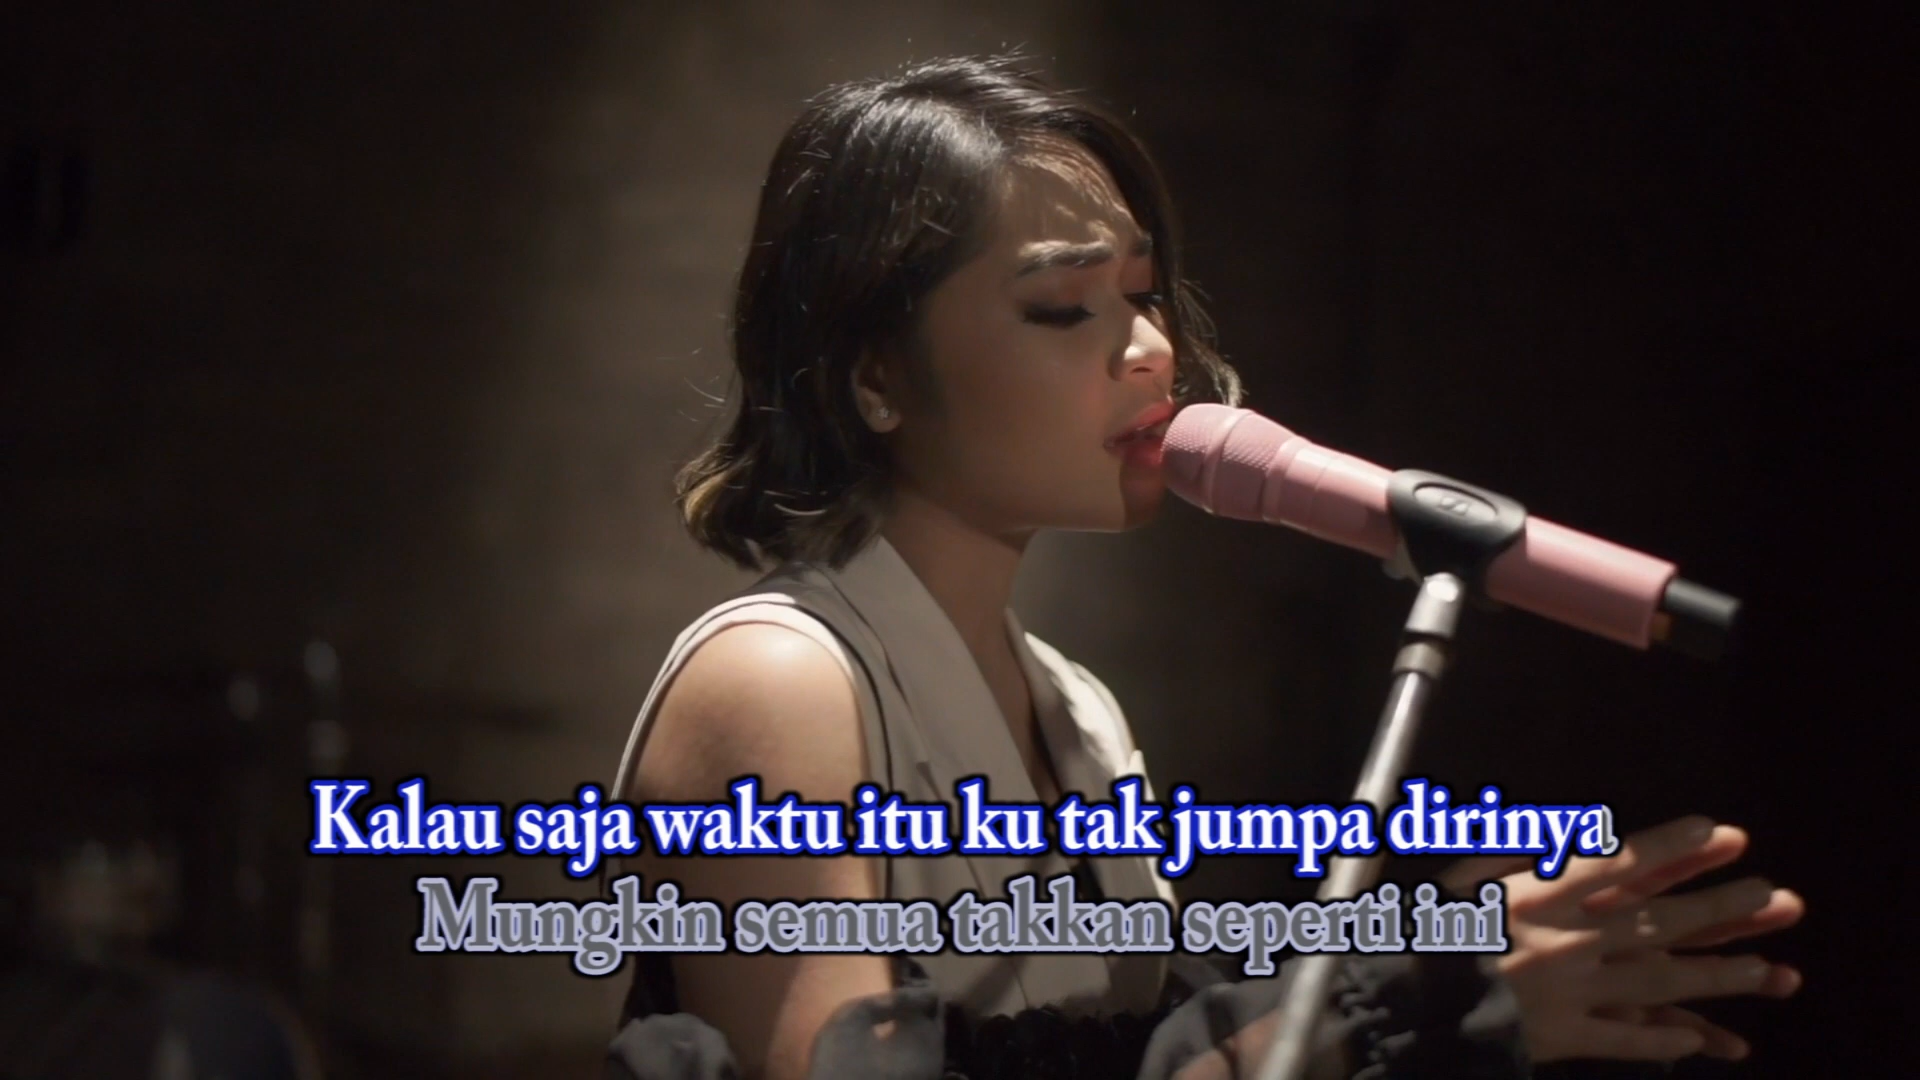 Kalau saja waktu itu ku tak jumpa dirinya
Mungkin semua takkan seperti ini